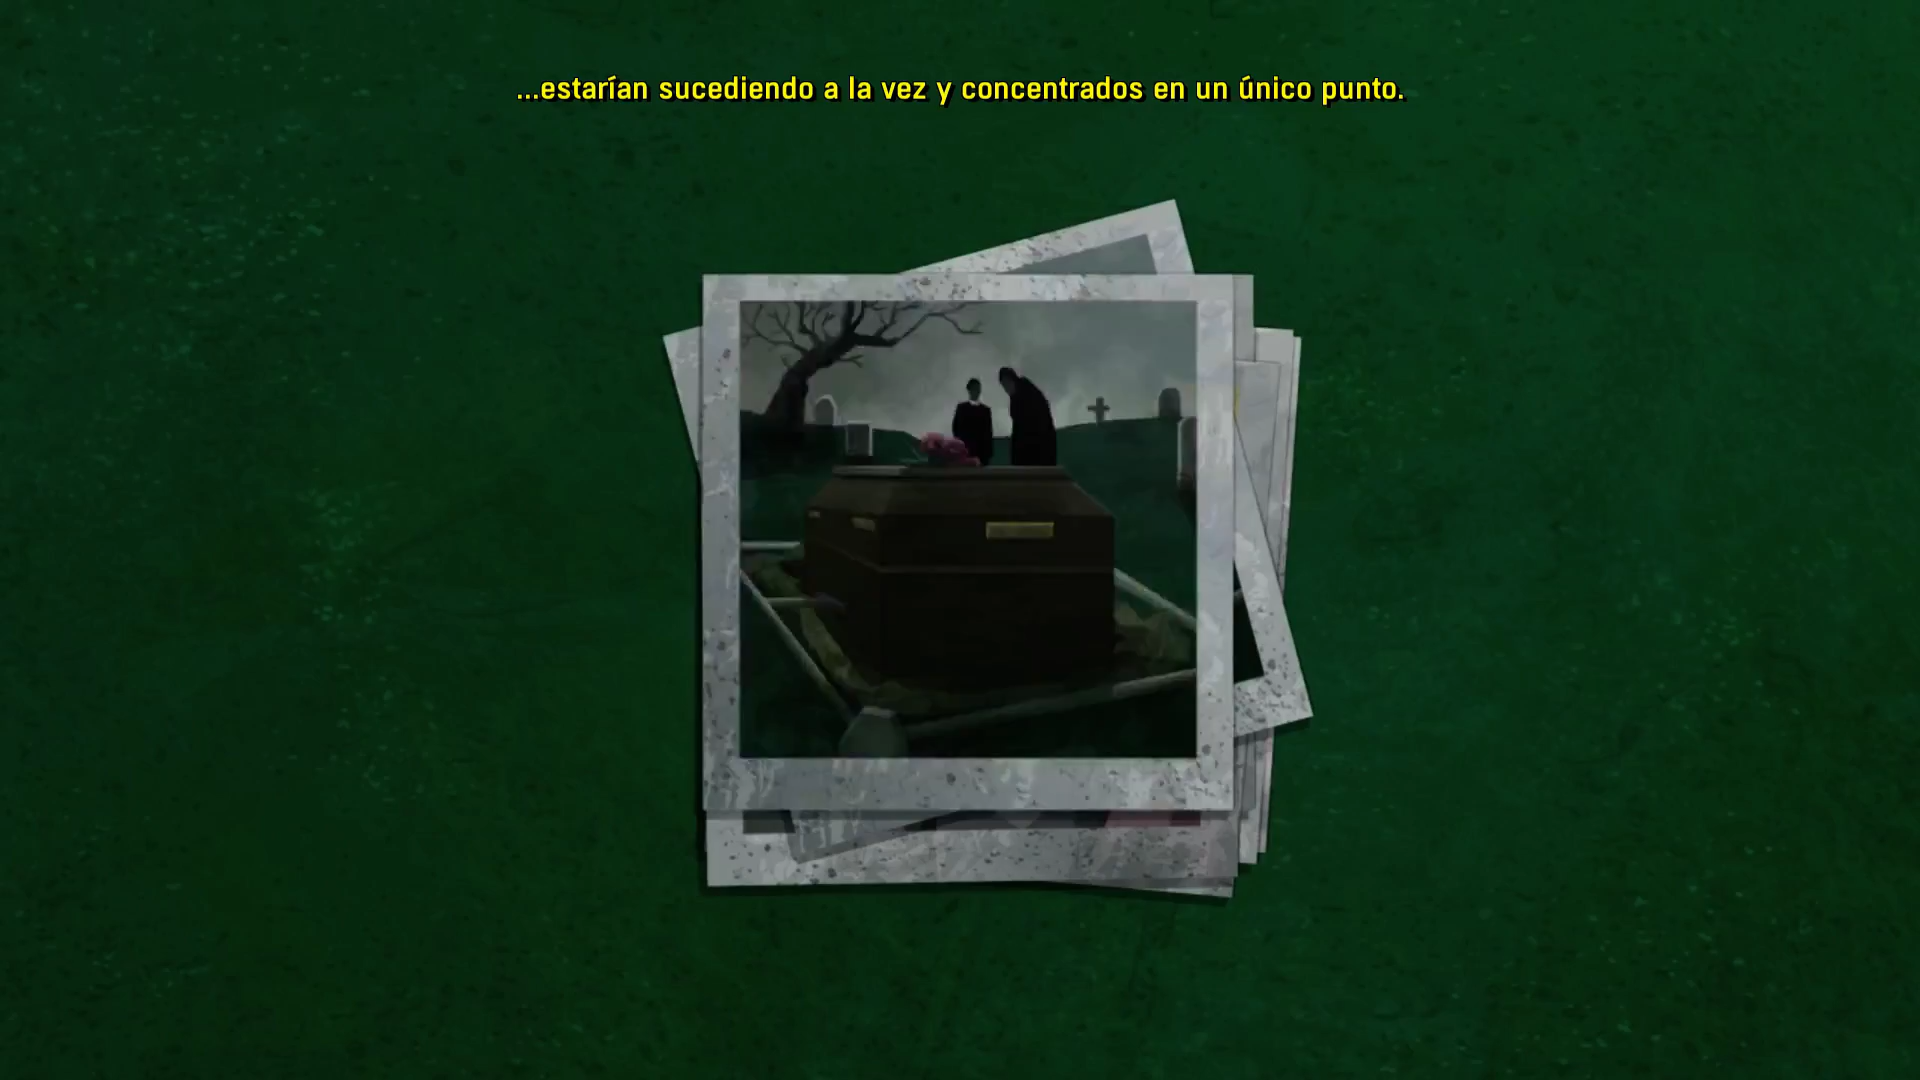 ...estarían sucediendo a la vez y concentrados en un único punto.